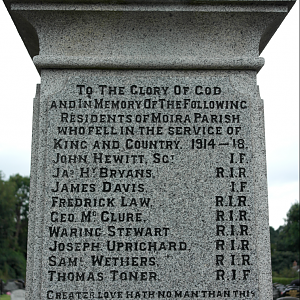 To The Glory Of God
and In Memory Of The Following
Residents of Moira Parish
who fell in the service of
King and Country. 1914–18.
John Hewitt, Sgt I.F.
Jas Hy Bryans, R.I.R.
James Davis, I.F.
Fredrick Law, R.I.R.
Geo. Mc Clure, R.I.R.
Waring Stewart R.I.R.
Joseph Uprichard, R.I.R.
Saml Wethers, R.I.R.
Thomas Toner, R.I.F.
Greater love hath no man than this